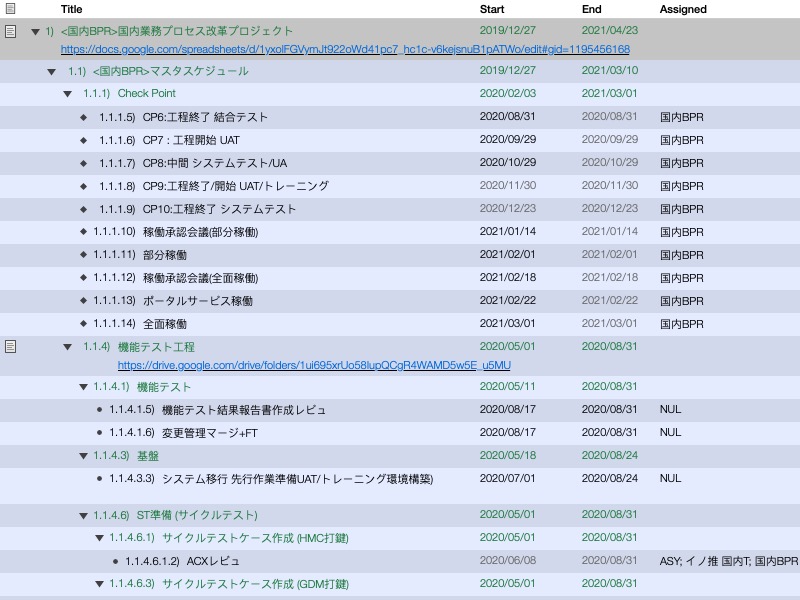 Title Start End Assigned
1) <国内BPR>国内業務プロセス改革プロジェクト 2019/12/27 2021/04/23
https://docs.google.com/spreadsheets/d/1yxolFGVymJt922oWd41pc7_hc1c-v6kejsnuB1pATWo/edit#gid=1195456168
1.1) <国内BPR>マスタスケジュール 2019/12/27 2021/03/10
1.1.1) Check Point 2020/02/03 2021/03/01
1.1.1.5) CP6:工程終了 結合テスト 2020/08/31 2020/08/31 国内BPR
1.1.1.6) CP7：工程開始 UAT 2020/09/29 2020/09/29 国内BPR
1.1.1.7) CP8:中間 システムテスト/UA 2020/10/29 2020/10/29 国内BPR
1.1.1.8) CP9:工程終了/開始 UAT/トレーニング 2020/11/30 2020/11/30 国内BPR
1.1.1.9) CP10:工程終了 システムテスト 2020/12/23 2020/12/23 国内BPR
1.1.1.10) 稼働承認会議(部分稼働) 2021/01/14 2021/01/14 国内BPR
1.1.1.11) 部分稼働 2021/02/01 2021/02/01 国内BPR
1.1.1.12) 稼働承認会議(全面稼働) 2021/02/18 2021/02/18 国内BPR
1.1.1.13) ポータルサービス稼働 2021/02/22 2021/02/22 国内BPR
1.1.1.14) 全面稼働 2021/03/01 2021/03/01 国内BPR
1.1.4) 機能テスト工程 2020/05/01 2020/08/31
https://drive.google.com/drive/folders/1ui695xrUo58IupQCgR4WAMD5w5E_u5MU
1.1.4.1) 機能テスト 2020/05/11 2020/08/31
1.1.4.1.5) 機能テスト結果報告書作成レビュ 2020/08/17 2020/08/31 NUL
1.1.4.1.6) 変更管理マージ+FT 2020/08/17 2020/08/31 NUL
1.1.4.3) 基盤 2020/05/18 2020/08/24
1.1.4.3.3) システム移行 先行作業準備UAT/トレーニング環境構築) 2020/07/01 2020/08/24 NUL
1.1.4.6) ST準備 (サイクルテスト) 2020/05/01 2020/08/31
1.1.4.6.1) サイクルテストケース作成 (HMC打鍵) 2020/05/01 2020/08/31
1.1.4.6.1.2) ACXレビュ 2020/06/08 2020/08/31 ASY; イノ推 国内T; 国内BPR
1.1.4.6.3) サイクルテストケース作成 (GDM打鍵) 2020/05/01 2020/08/31